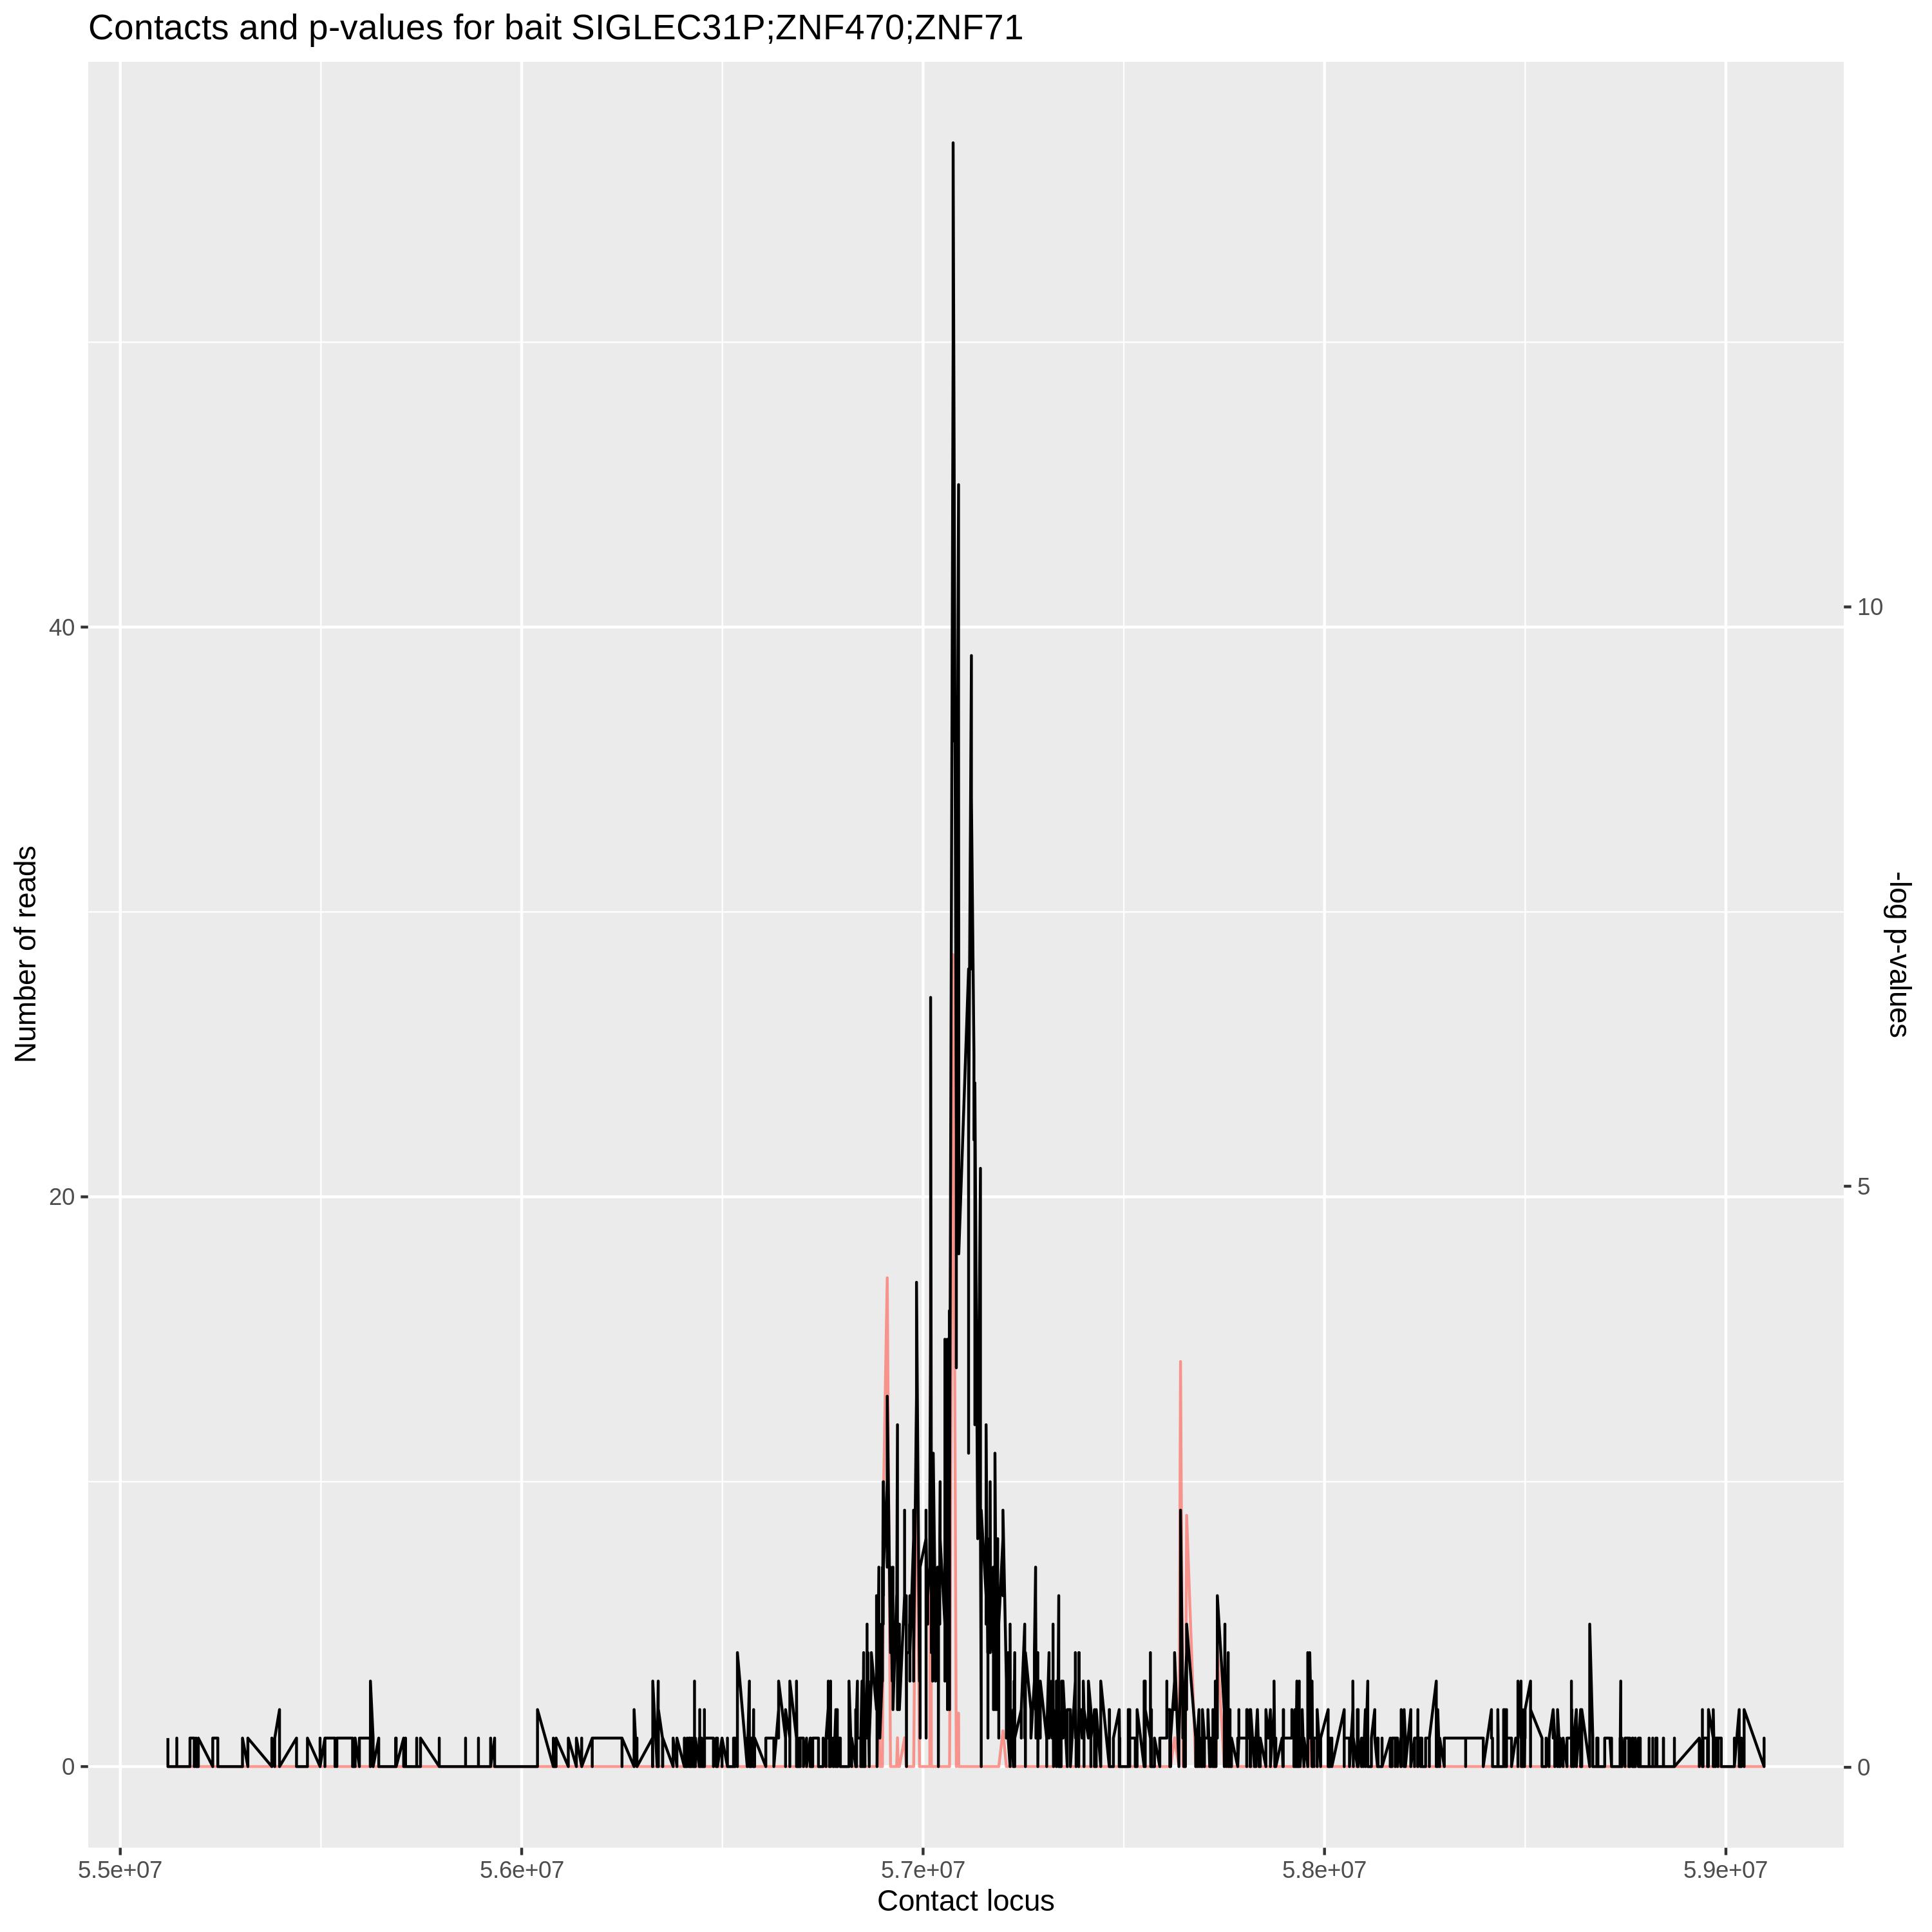 Contacts and p-values for bait SIGLEC31P;ZNF470;ZNF71
Number of reads
40
20
0
10
5
0
-log p-values
5.5e+07 5.6e+07 5.7e+07 5.8e+07 5.9e+07
Contact locus